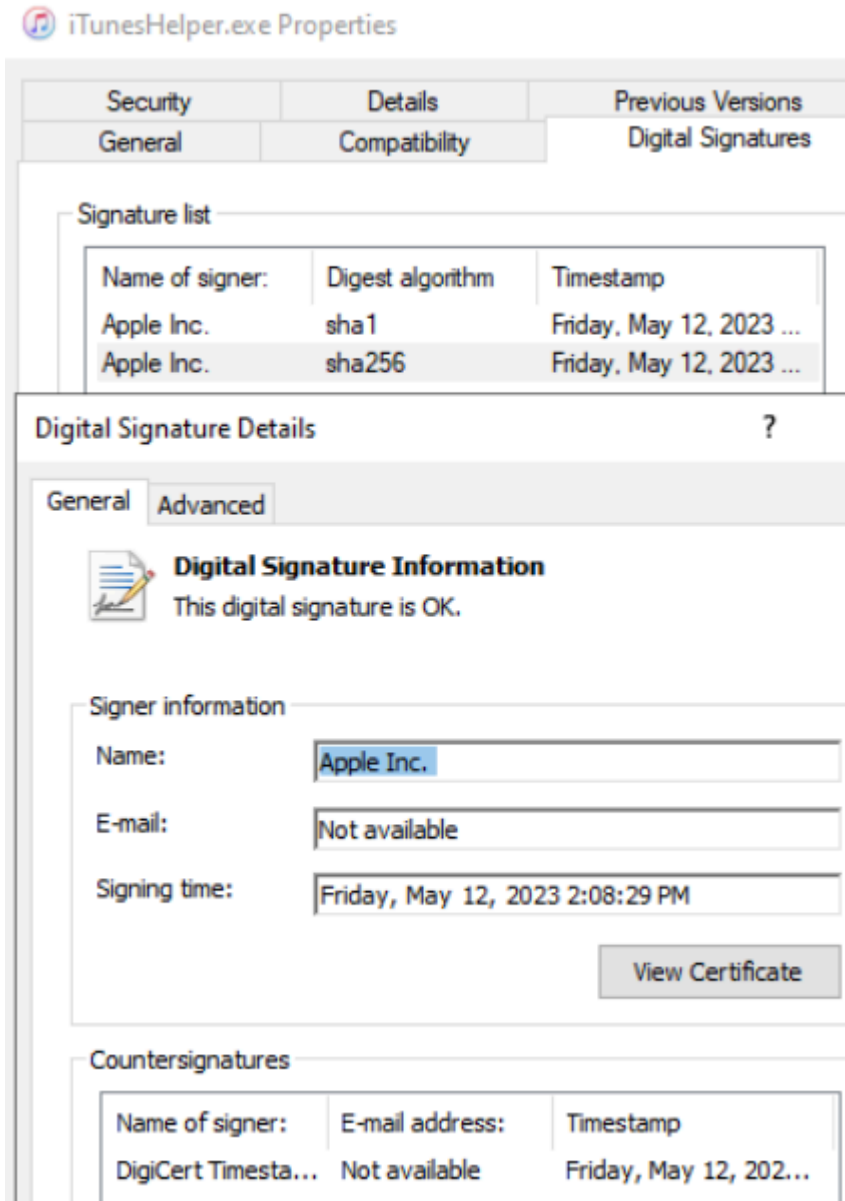 iTunesHelper.exe Properties
Security Details Previous Versions
General Compatibility Digital Signatures
Signature list
Name of signer: Digest algorithm Timestamp
Apple Inc. sha1 Friday, May 12, 2023 ...
Apple Inc. sha256 Friday, May 12, 2023 ...
Digital Signature Details ?
General Advanced
Digital Signature Information
This digital signature is OK.
Signer information
Name: Apple Inc.
E-mail: Not available
Signing time: Friday, May 12, 2023 2:08:29 PM
View Certificate
Countersignatures
Name of signer: E-mail address: Timestamp
DigiCert Timesta... Not available Friday, May 12, 202...